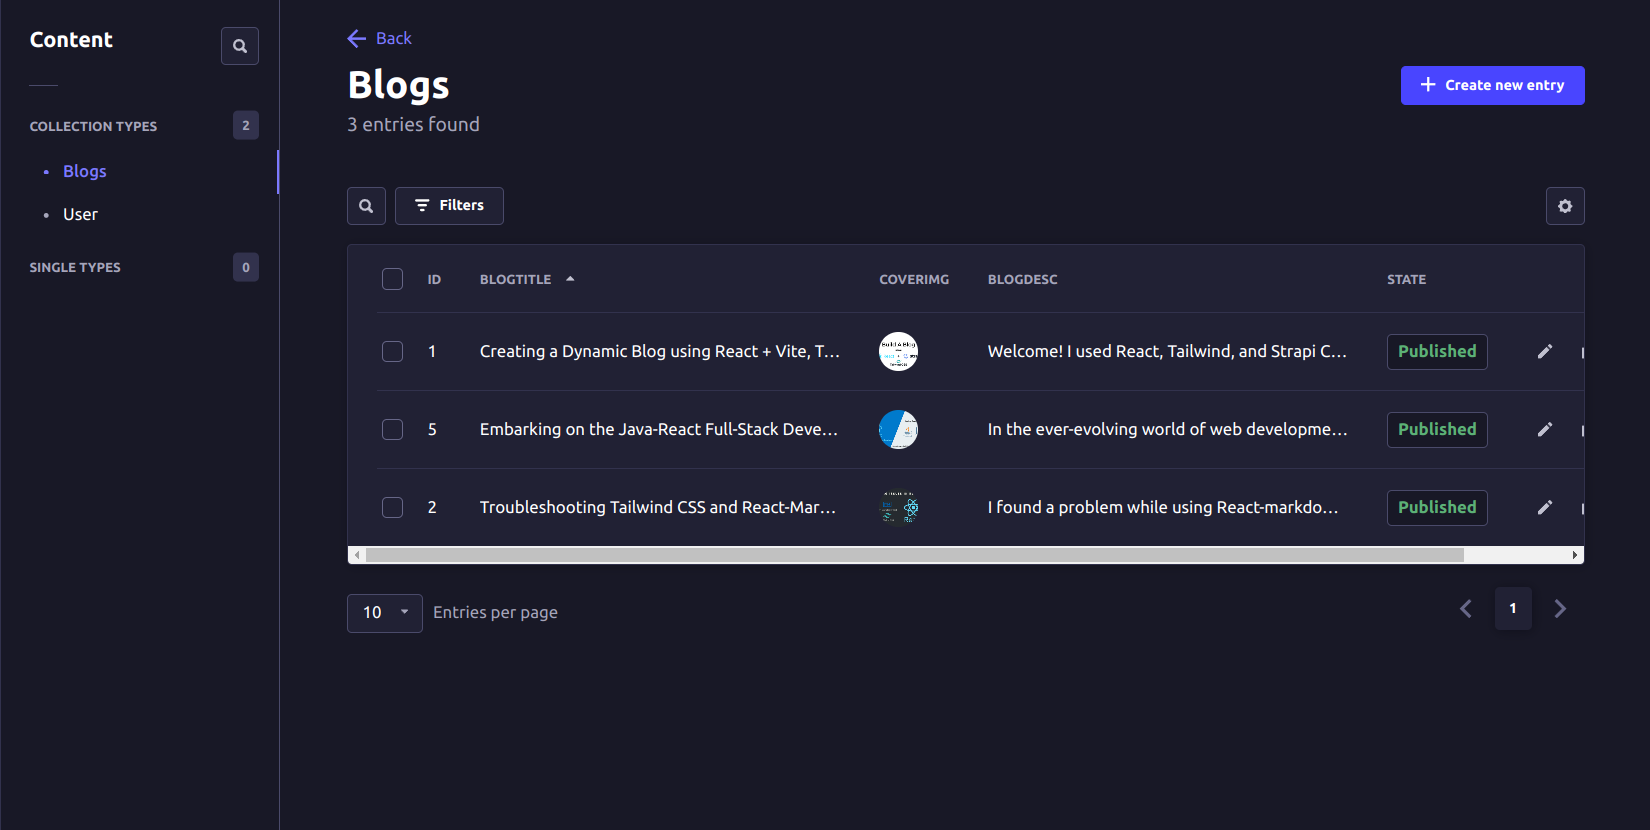 Content
COLLECTION TYPES 2
Blogs
User
SINGLE TYPES 0
Back
Blogs
3 entries found
Create new entry
Filters
ID BLOGTITLE COVERIMG BLOGDESC STATE
1 Creating a Dynamic Blog using React + Vite, T... Build A Blog Welcome! I used React, Tailwind, and Strapi C... Published
5 Embarking on the Java-React Full-Stack Deve... In the ever-evolving world of web developme... Published
2 Troubleshooting Tailwind CSS and React-Mar... I found a problem while using React-markdo... Published
10 Entries per page
1